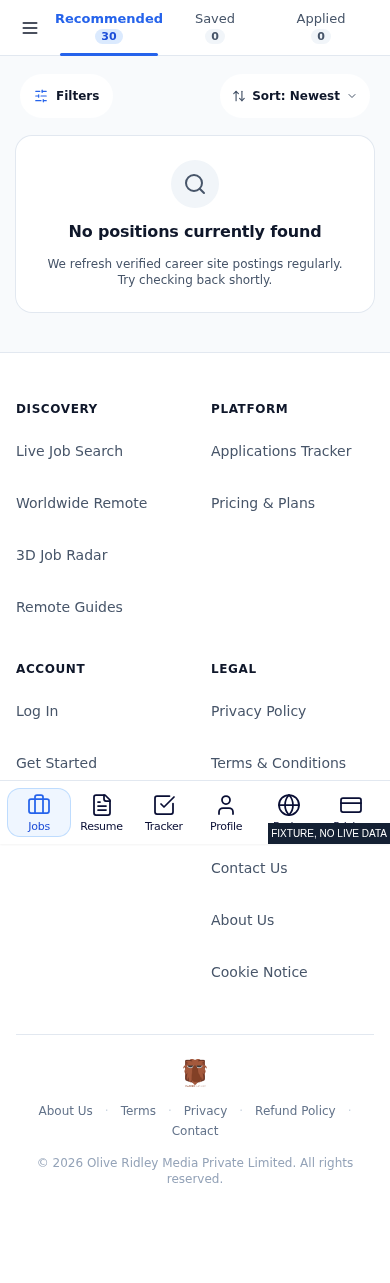 Recommended Saved Applied
30 0 0
Filters Sort: Newest
No positions currently found
We refresh verified career site postings regularly.
Try checking back shortly.
DISCOVERY PLATFORM
Live Job Search Applications Tracker
Worldwide Remote Pricing & Plans
3D Job Radar
Remote Guides
ACCOUNT LEGAL
Log In Privacy Policy
Get Started Terms & Conditions
Jobs Resume Tracker Profile
FIXTURE, NO LIVE DATA
Contact Us
About Us
Cookie Notice
About Us · Terms · Privacy · Refund Policy ·
Contact
© 2026 Olive Ridley Media Private Limited. All rights
reserved.